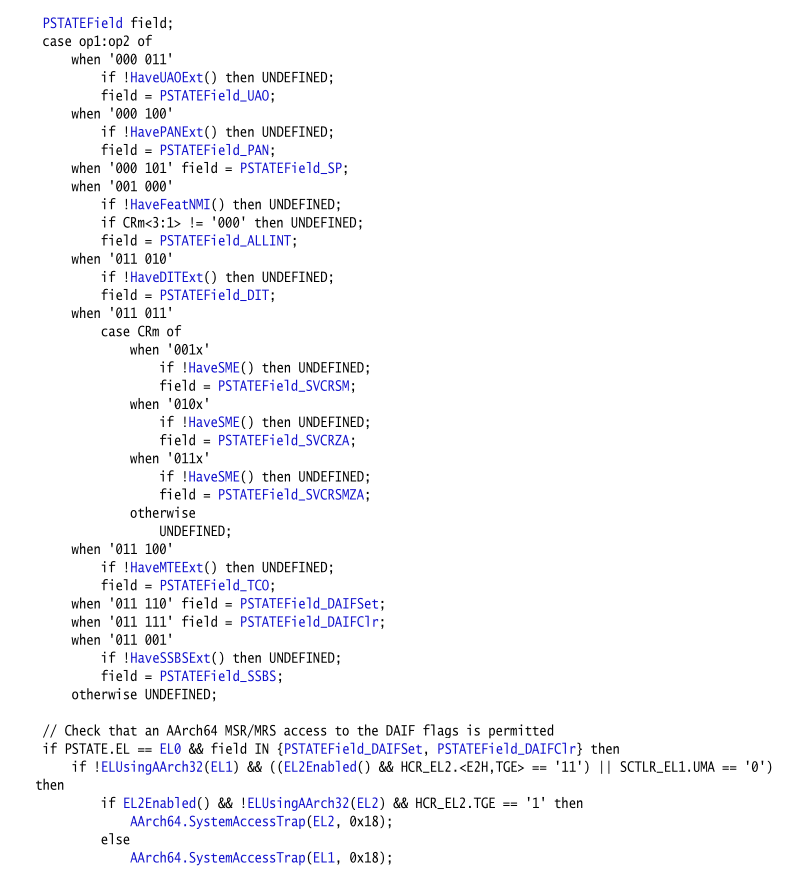 PSTATEField field;
case op1:op2 of
when '000 011'
if !HaveUAOExt() then UNDEFINED;
field = PSTATEField_UAO;
when '000 100'
if !HavePANExt() then UNDEFINED;
field = PSTATEField_PAN;
when '000 101' field = PSTATEField_SP;
when '001 000'
if !HaveFeatNMI() then UNDEFINED;
if CRm<3:1> != '000' then UNDEFINED;
field = PSTATEField_ALLINT;
when '011 010'
if !HaveDITExt() then UNDEFINED;
field = PSTATEField_DIT;
when '011 011'
case CRm of
when '001x'
if !HaveSME() then UNDEFINED;
field = PSTATEField_SVCRSM;
when '010x'
if !HaveSME() then UNDEFINED;
field = PSTATEField_SVCRZA;
when '011x'
if !HaveSME() then UNDEFINED;
field = PSTATEField_SVCRSMZA;
otherwise
UNDEFINED;
when '011 100'
if !HaveMTEExt() then UNDEFINED;
field = PSTATEField_TCO;
when '011 110' field = PSTATEField_DAIFSet;
when '011 111' field = PSTATEField_DAIFClr;
when '011 001'
if !HaveSSBSExt() then UNDEFINED;
field = PSTATEField_SSBS;
otherwise UNDEFINED;
// Check that an AArch64 MSR/MRS access to the DAIF flags is permitted
if PSTATE.EL == EL0 && field IN {PSTATEField_DAIFSet, PSTATEField_DAIFClr} then
if !ELUsingAArch32(EL1) && ((EL2Enabled() && HCR_EL2.<E2H,TGE> == '11') || SCTLR_EL1.UMA == '0')
then
if EL2Enabled() && !ELUsingAArch32(EL2) && HCR_EL2.TGE == '1' then
AArch64.SystemAccessTrap(EL2, 0x18);
else
AArch64.SystemAccessTrap(EL1, 0x18);